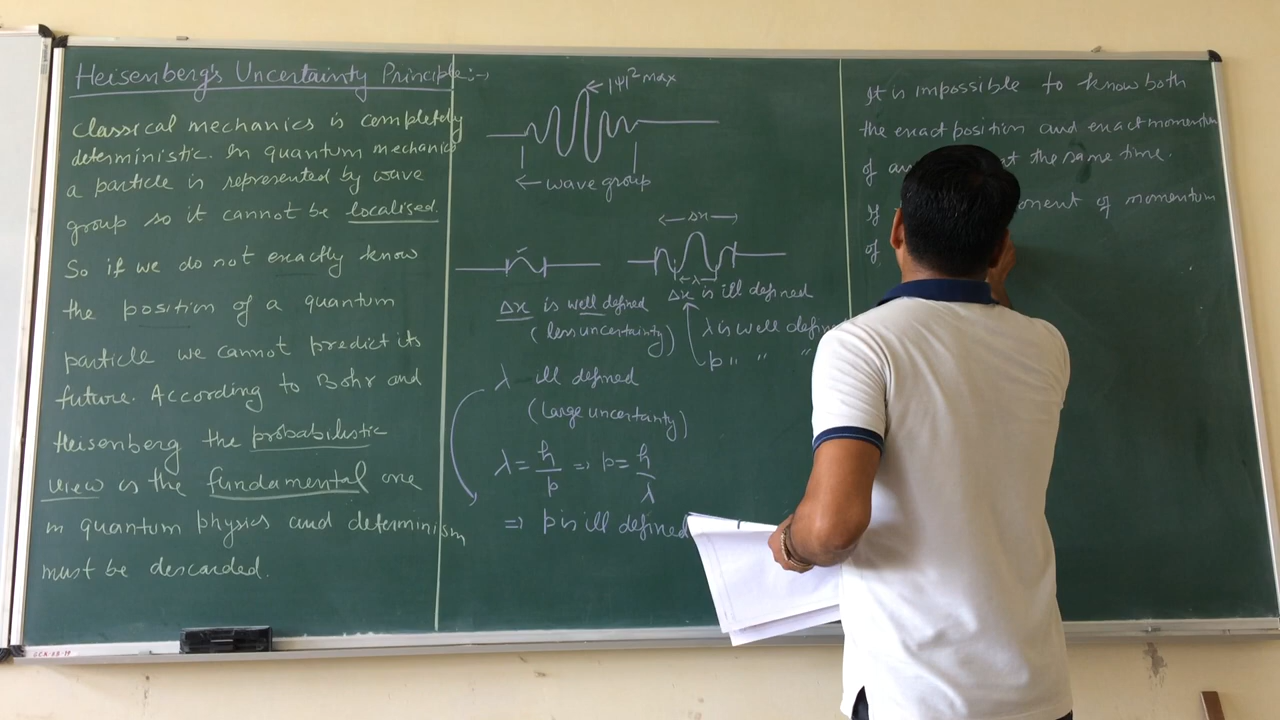 Heisenberg's Uncertainty Principle:-
Classical mechanics is completely
deterministic. In quantum mechanics
a particle is represented by wave
group so it cannot be localised.
So if we do not exactly know
the position of a quantum
particle we cannot predict its
future. According to Bohr and
Heisenberg the probabilistic
view is the fundamental one
in quantum physics and determinism
must be descarded.
|ψ|² max
wave group
Δx
λ
Δx is well defined
(less uncertainty)
Δx is ill defined
λ is well defined
p " " "
λ ill defined
(large uncertainty)
λ = h/p ⇒ p = h/λ
⇒ p is ill defined
It is impossible to know both
the exact position and exact momentum
of at the same time.
If of momentum
of